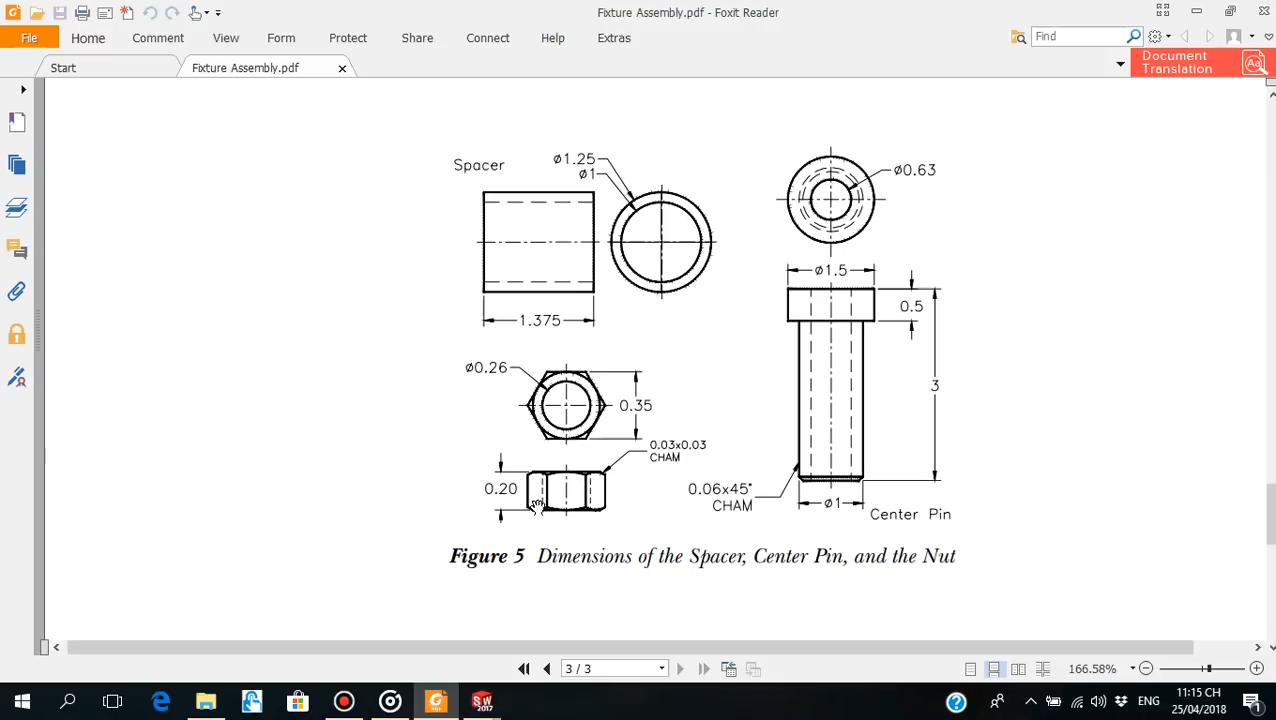 Fixture Assembly.pdf - Foxit Reader
File Home Comment View Form Protect Share Connect Help Extras Find
Document
Translation
Start Fixture Assembly.pdf
Spacer
ø1.25
ø1
1.375
ø0.63
ø1.5
0.5
3
ø0.26
0.35
0.03x0.03
CHAM
0.20
0.06x45°
CHAM
ø1
Center Pin
Figure 5 Dimensions of the Spacer, Center Pin, and the Nut
3 / 3
166.58%
SW
2017
ENG
11:15 CH
25/04/2018